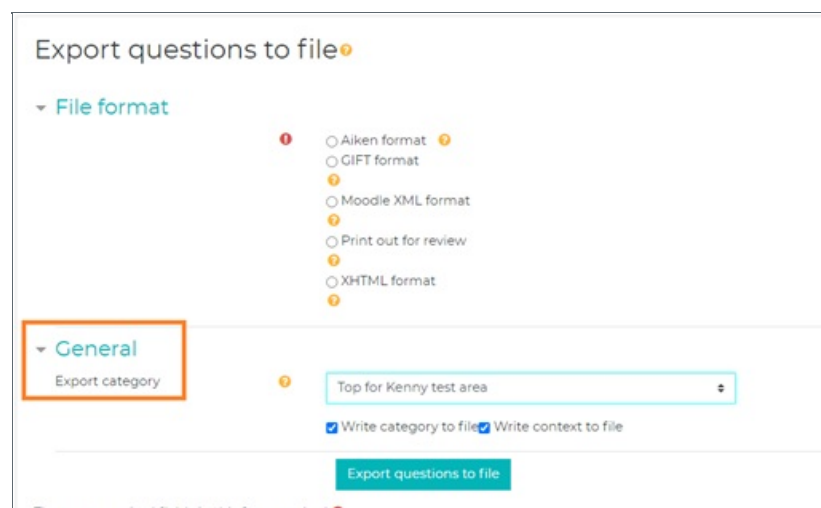 Export questions to file
File format
Aiken format
GIFT format
Moodle XML format
Print out for review
XHTML format
General
Export category
Top for Kenny test area
Write category to file Write context to file
Export questions to file